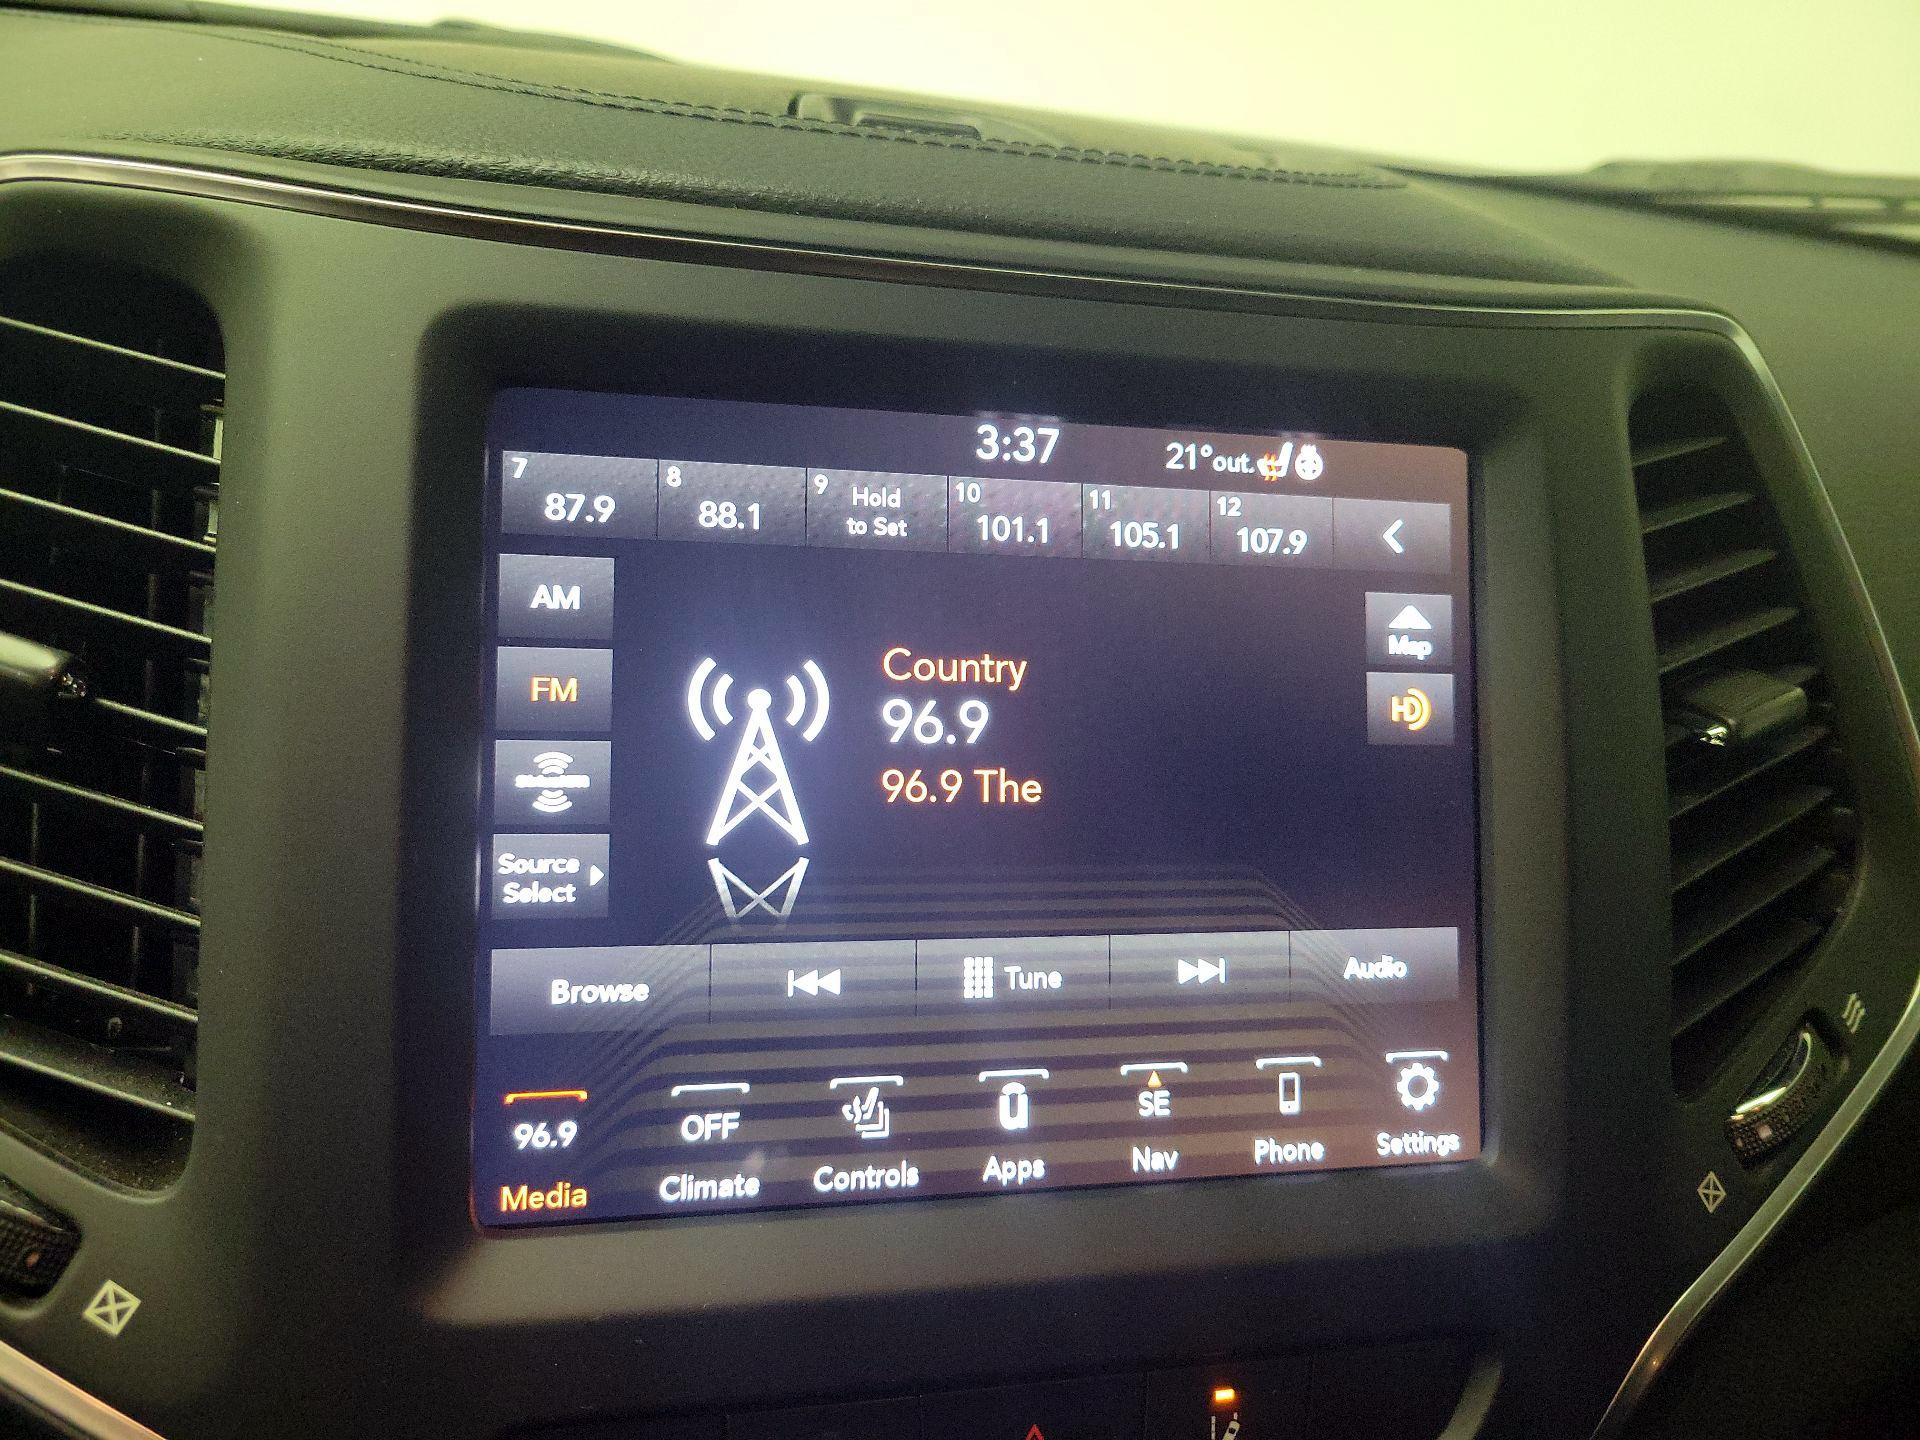 3:37
21°out.
7 87.9
8 88.1
9 Hold
to Set
10 101.1
11 105.1
12 107.9
AM
FM
Source
Select
Country
96.9
96.9 The
Map
HD
Browse
Tune
Audio
96.9
OFF
SE
Media
Climate
Controls
Apps
Nav
Phone
Settings